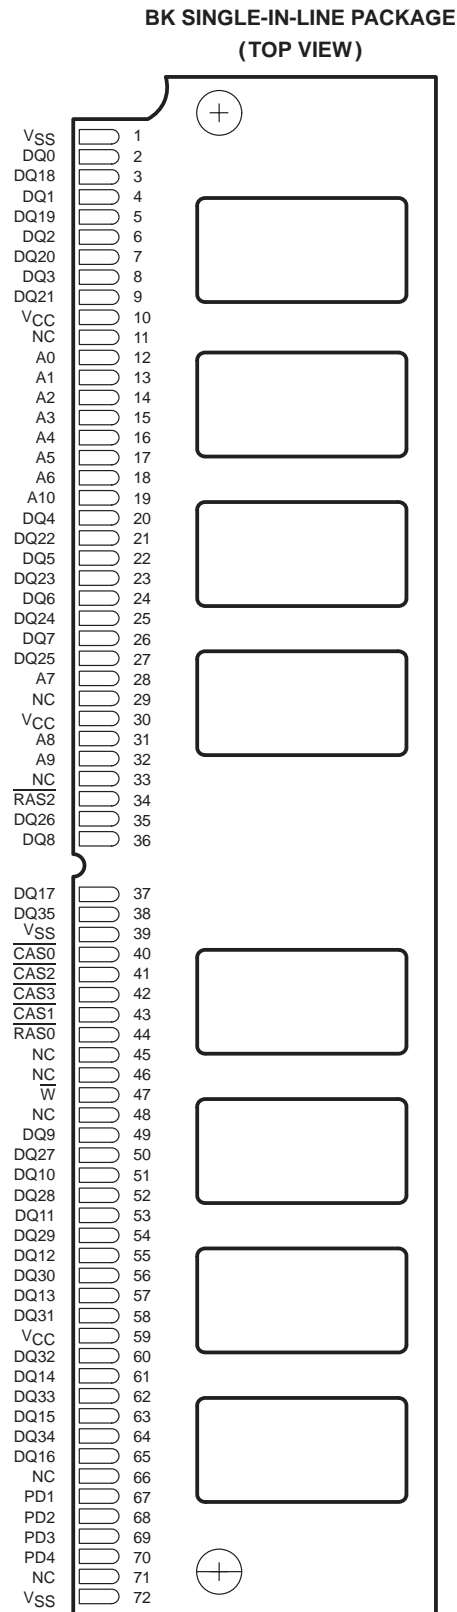 BK SINGLE-IN-LINE PACKAGE
(TOP VIEW)
VSS 1
DQ0 2
DQ18 3
DQ1 4
DQ19 5
DQ2 6
DQ20 7
DQ3 8
DQ21 9
VCC 10
NC 11
A0 12
A1 13
A2 14
A3 15
A4 16
A5 17
A6 18
A10 19
DQ4 20
DQ22 21
DQ5 22
DQ23 23
DQ6 24
DQ24 25
DQ7 26
DQ25 27
A7 28
NC 29
VCC 30
A8 31
A9 32
NC 33
RAS2 34
DQ26 35
DQ8 36
DQ17 37
DQ35 38
VSS 39
CAS0 40
CAS2 41
CAS3 42
CAS1 43
RAS0 44
NC 45
NC 46
W 47
NC 48
DQ9 49
DQ27 50
DQ10 51
DQ28 52
DQ11 53
DQ29 54
DQ12 55
DQ30 56
DQ13 57
DQ31 58
VCC 59
DQ32 60
DQ14 61
DQ33 62
DQ15 63
DQ34 64
DQ16 65
NC 66
PD1 67
PD2 68
PD3 69
PD4 70
NC 71
VSS 72